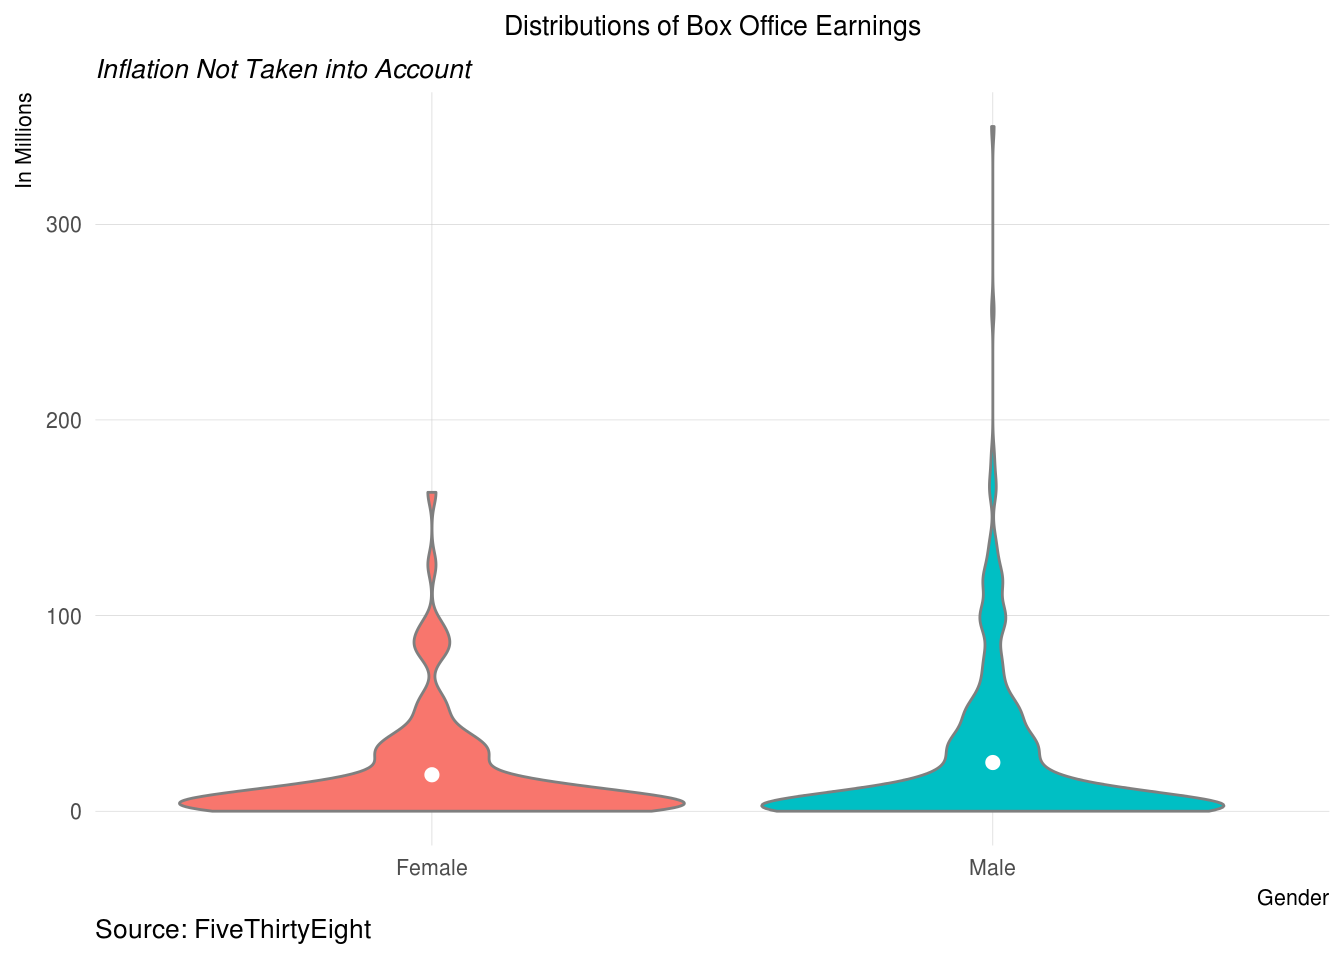 Distributions of Box Office Earnings
Inflation Not Taken into Account
In Millions
300
200
100
0
Female Male
Gender
Source: FiveThirtyEight